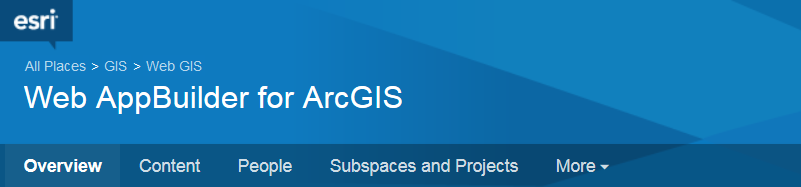 esri
All Places > GIS > Web GIS
Web AppBuilder for ArcGIS
Overview Content People Subspaces and Projects More